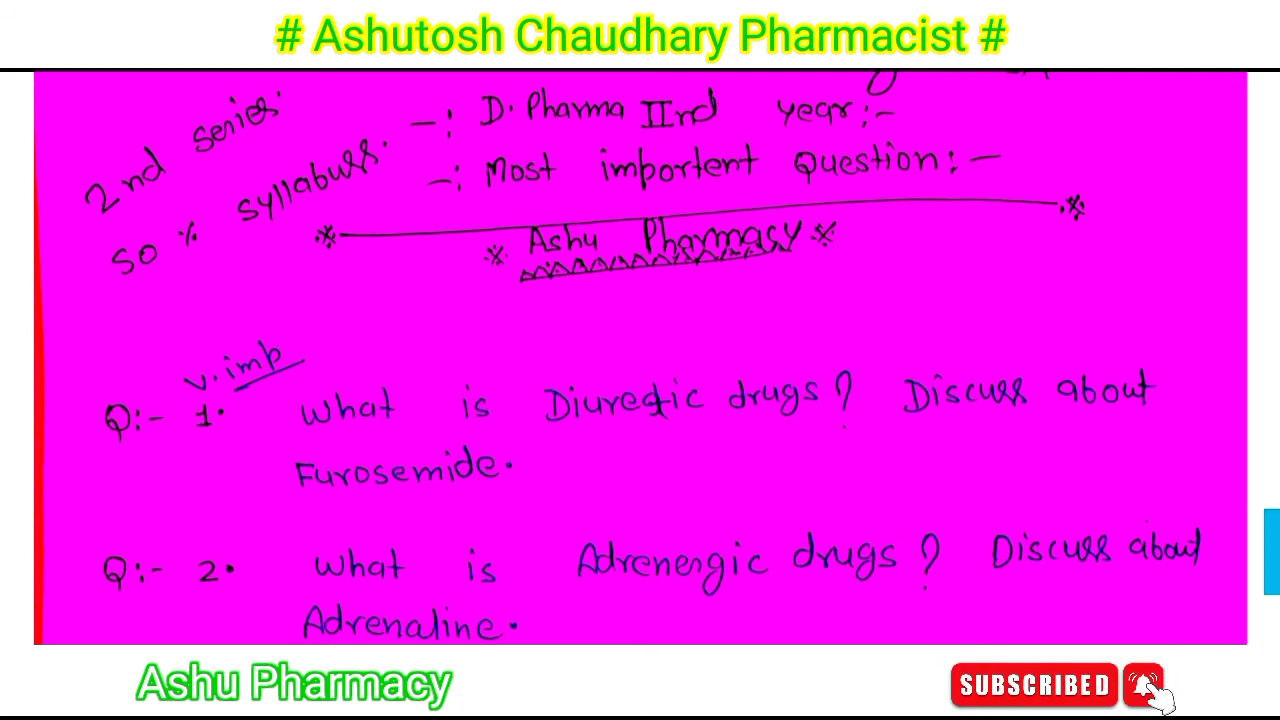 # Ashutosh Chaudhary Pharmacist #
2nd series.
50 % syllaburs.
-: D. Pharma IInd year:-
-: Most importent Question:-
* Ashu Pharmacy *
v. imp
Q:- 1. What is Diuretic drugs? Discuss about
Furosemide.
Q:- 2. What is Adrenergic drugs? Discuss about
Adrenaline.
Ashu Pharmacy
SUBSCRIBED